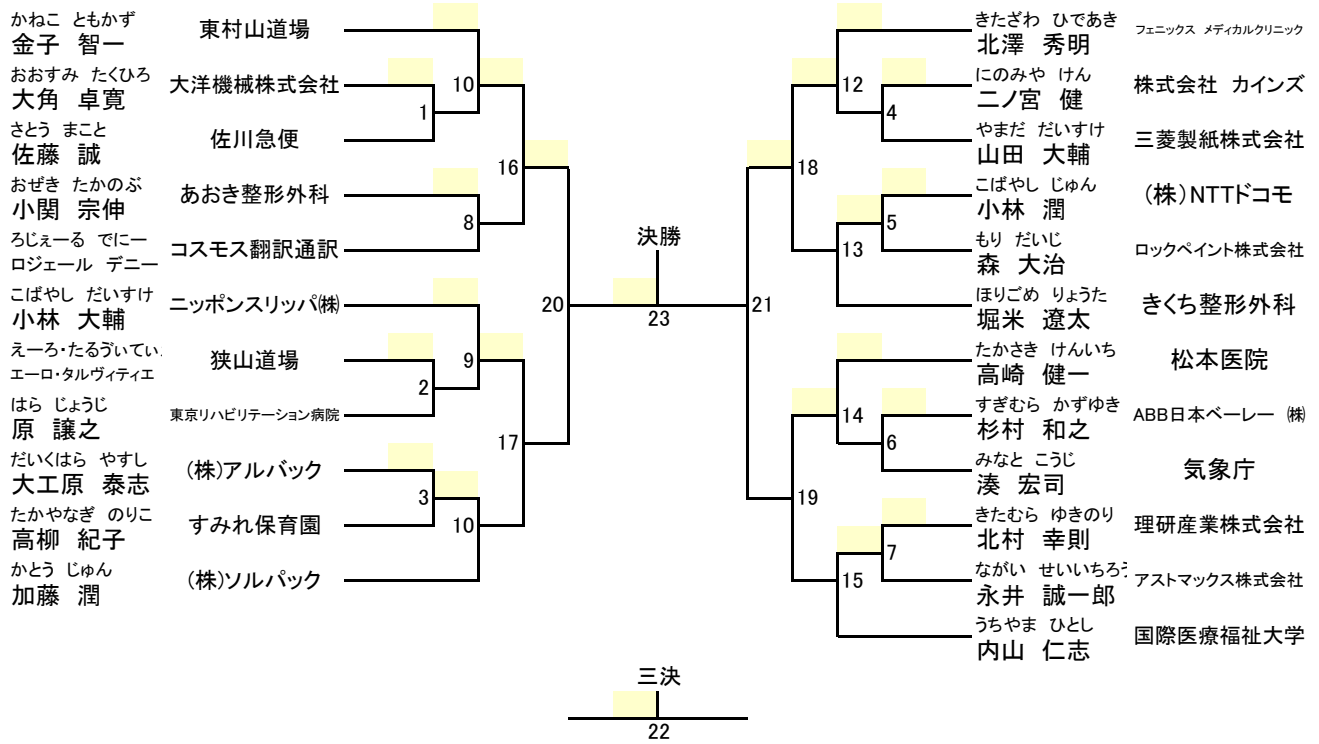 かねこ ともかず
金子 智一 東村山道場
おおすみ たくひろ
大角 卓寛 大洋機械株式会社
さとう まこと
佐藤 誠 佐川急便
おぜき たかのぶ
小関 宗伸 あおき整形外科
ろじぇーる でにー
ロジェール デニー コスモス翻訳通訳
こばやし だいすけ
小林 大輔 ニッポンスリッパ㈱
えーろ・たるゔぃてぃ
エーロ・タルヴィティエ 狭山道場
はら じょうじ
原 譲之 東京リハビリテーション病院
だいくはら やすし
大工原 泰志 (株)アルバック
たかやなぎ のりこ
高柳 紀子 すみれ保育園
かとう じゅん
加藤 潤 (株)ソルパック
10
1
16
8
20
9
2
17
3
10
決勝
23
三決
22
12
4
18
5
13
21
14
6
19
7
15
きたざわ ひであき
北澤 秀明 フェニックス メディカルクリニック
にのみや けん
二ノ宮 健 株式会社 カインズ
やまだ だいすけ
山田 大輔 三菱製紙株式会社
こばやし じゅん
小林 潤 (株)NTTドコモ
もり だいじ
森 大治 ロックペイント株式会社
ほりごめ りょうた
堀米 遼太 きくち整形外科
たかさき けんいち
高崎 健一 松本医院
すぎむら かずゆき
杉村 和之 ABB日本ベーレー ㈱
みなと こうじ
湊 宏司 気象庁
きたむら ゆきのり
北村 幸則 理研産業株式会社
ながい せいいちろう
永井 誠一郎 アストマックス株式会社
うちやま ひとし
内山 仁志 国際医療福祉大学